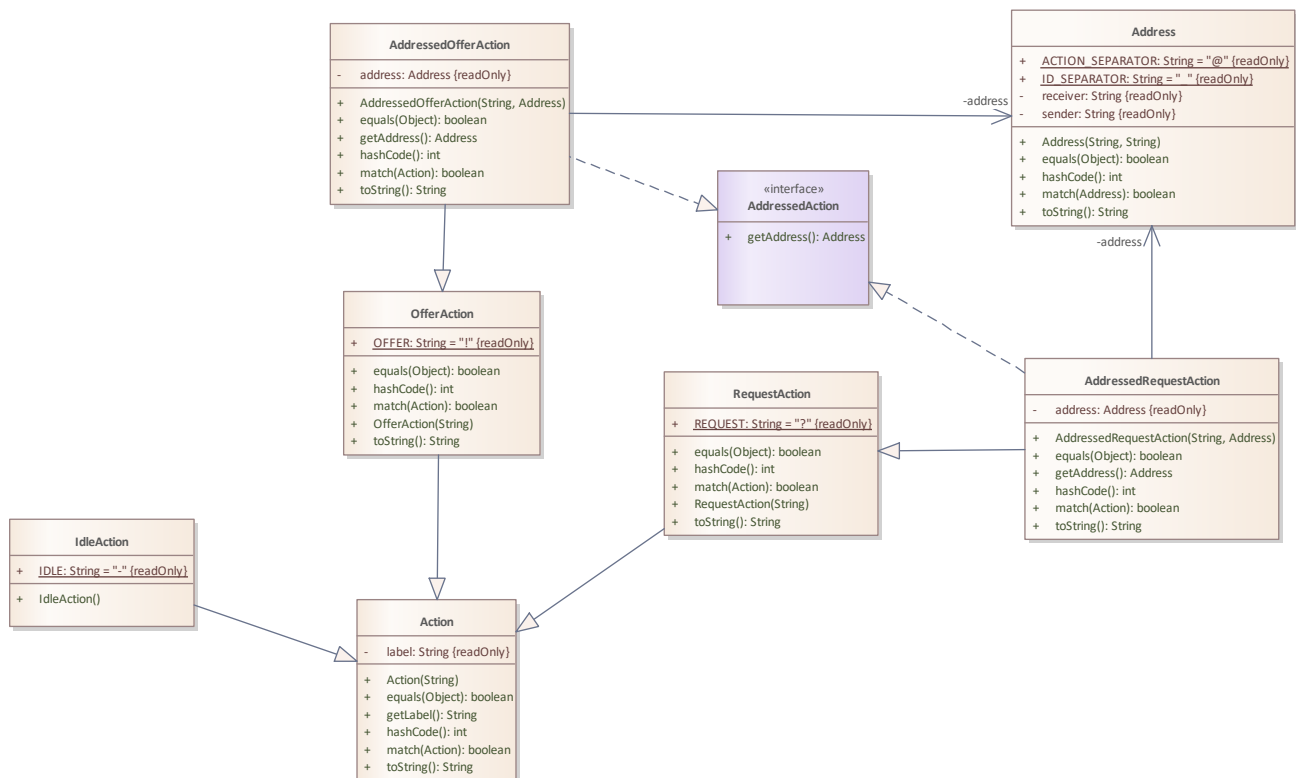 AddressedOfferAction
- address: Address {readOnly}
+ AddressedOfferAction(String, Address)
+ equals(Object): boolean
+ getAddress(): Address
+ hashCode(): int
+ match(Action): boolean
+ toString(): String
Address
+ ACTION_SEPARATOR: String = "@" {readOnly}
+ ID_SEPARATOR: String = "_" {readOnly}
- receiver: String {readOnly}
- sender: String {readOnly}
+ Address(String, String)
+ equals(Object): boolean
+ hashCode(): int
+ match(Address): boolean
+ toString(): String
-address
-address
«interface»
AddressedAction
+ getAddress(): Address
OfferAction
+ OFFER: String = "!" {readOnly}
+ equals(Object): boolean
+ hashCode(): int
+ match(Action): boolean
+ OfferAction(String)
+ toString(): String
RequestAction
+ REQUEST: String = "?" {readOnly}
+ equals(Object): boolean
+ hashCode(): int
+ match(Action): boolean
+ RequestAction(String)
+ toString(): String
AddressedRequestAction
- address: Address {readOnly}
+ AddressedRequestAction(String, Address)
+ equals(Object): boolean
+ getAddress(): Address
+ hashCode(): int
+ match(Action): boolean
+ toString(): String
IdleAction
+ IDLE: String = "-" {readOnly}
+ IdleAction()
Action
- label: String {readOnly}
+ Action(String)
+ equals(Object): boolean
+ getLabel(): String
+ hashCode(): int
+ match(Action): boolean
+ toString(): String